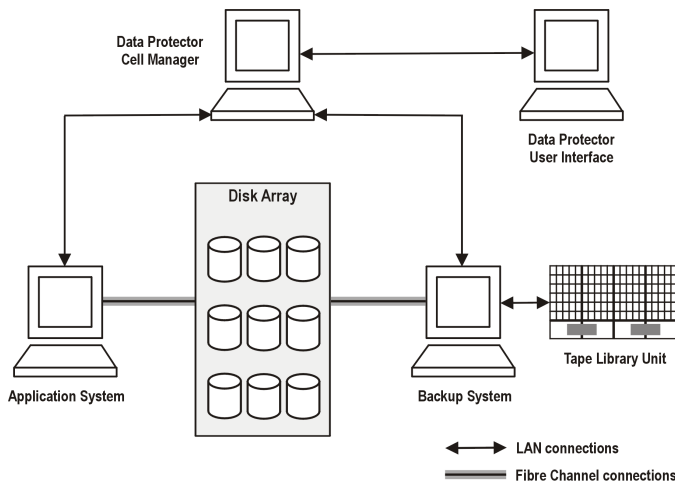 Data Protector
Cell Manager
Data Protector
User Interface
Disk Array
Application System
Backup System
Tape Library Unit
LAN connections
Fibre Channel connections